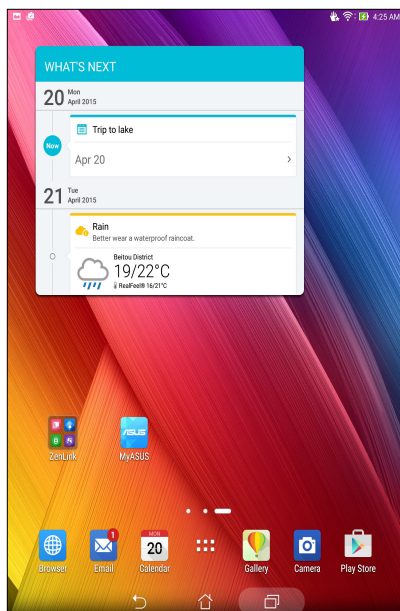 4:25 AM
WHAT'S NEXT
20 Mon
April 2015
Trip to lake
Now
Apr 20
21 Tue
April 2015
Rain
Better wear a waterproof raincoat.
Beitou District
19/22°C
RealFeel® 16/21°C
ZenLink
/SUS
MyASUS
1
MON
20
Browser
Email
Calendar
Gallery
Camera
Play Store